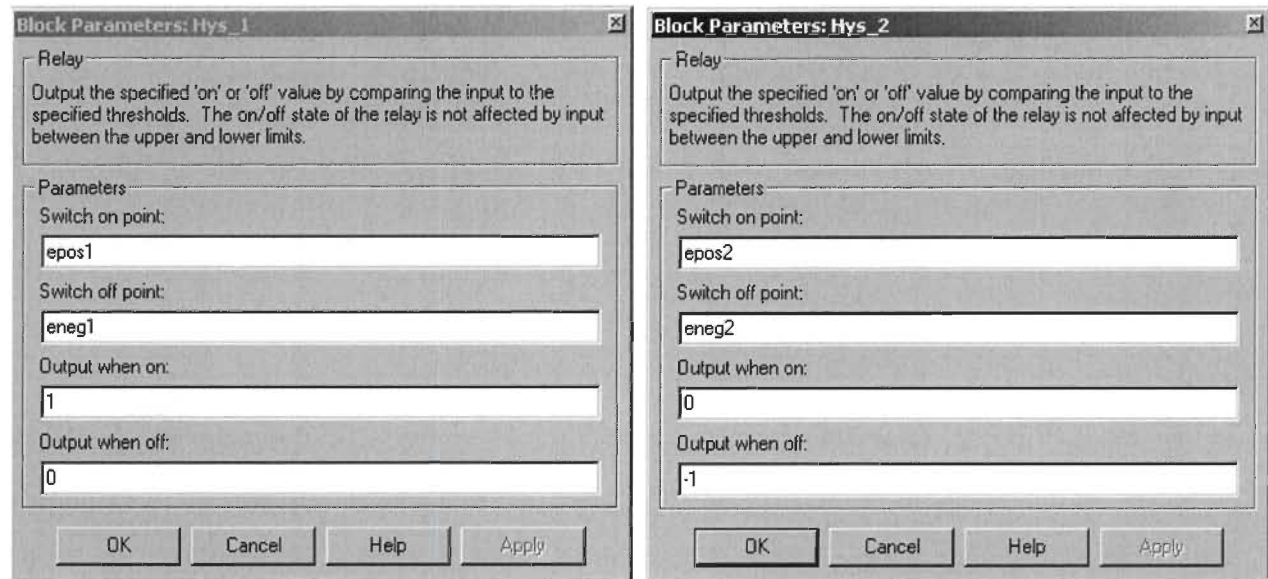 Block Parameters: Hys_1
Relay
Output the specified 'on' or 'off' value by comparing the input to the
specified thresholds. The on/off state of the relay is not affected by input
between the upper and lower limits.
Parameters
Switch on point:
epos1
Switch off point:
eneg1
Output when on:
1
Output when off:
0
OK
Cancel
Help
Apply
Block Parameters: Hys_2
Relay
Output the specified 'on' or 'off' value by comparing the input to the
specified thresholds. The on/off state of the relay is not affected by input
between the upper and lower limits.
Parameters
Switch on point:
epos2
Switch off point:
eneg2
Output when on:
0
Output when off:
-1
OK
Cancel
Help
Apply